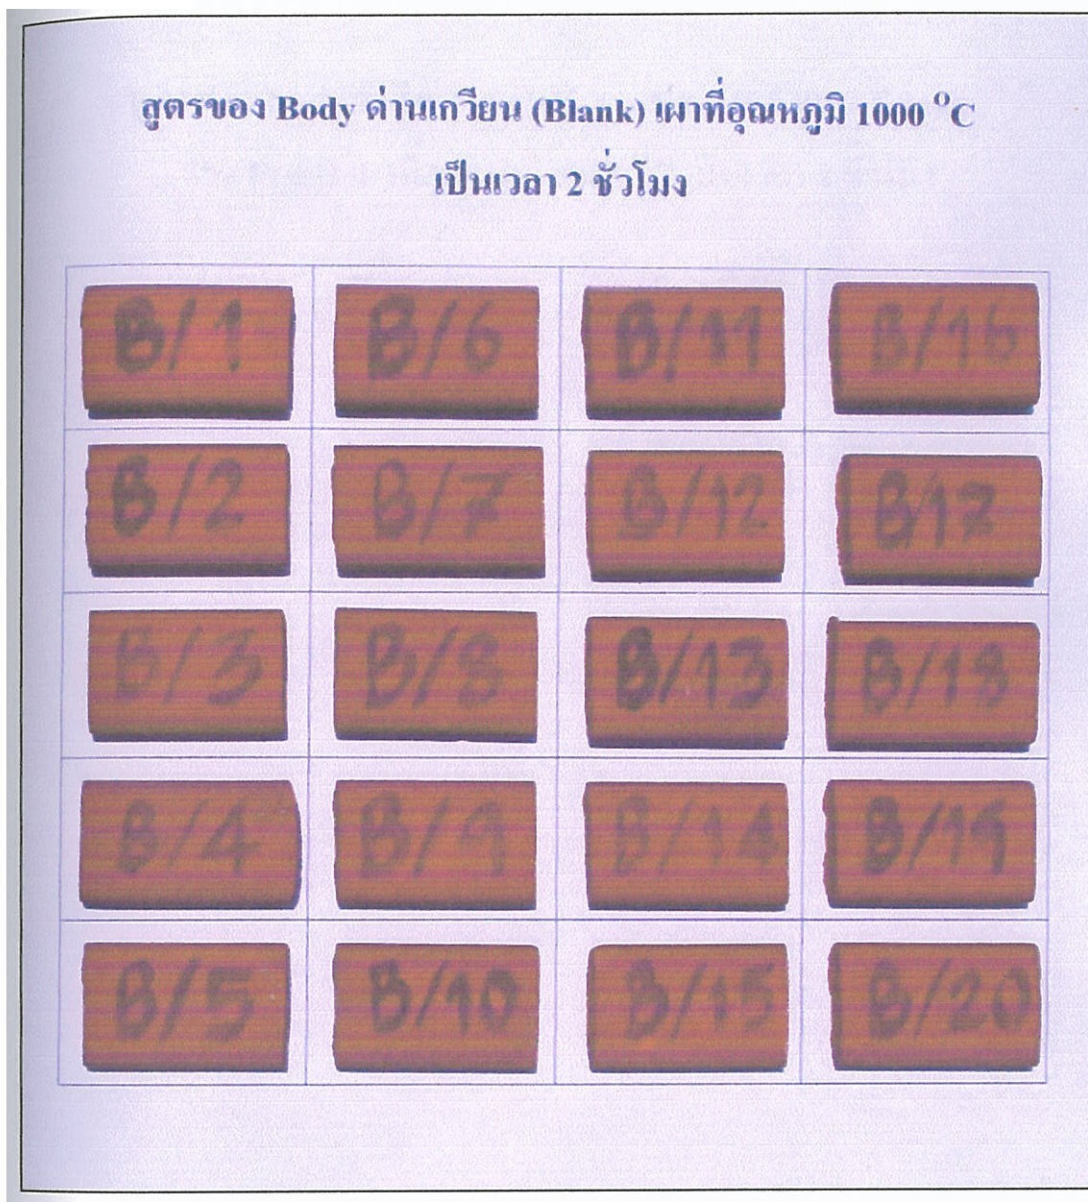 สูตรของ Body ด่านเกวียน (Blank) เผาที่อุณหภูมิ 1000 °C
เป็นเวลา 2 ชั่วโมง
B/1 B/6 B/11 B/16
B/2 B/7 B/12 B/17
B/3 B/8 B/13 B/18
B/4 B/9 B/14 B/19
B/5 B/10 B/15 B/20